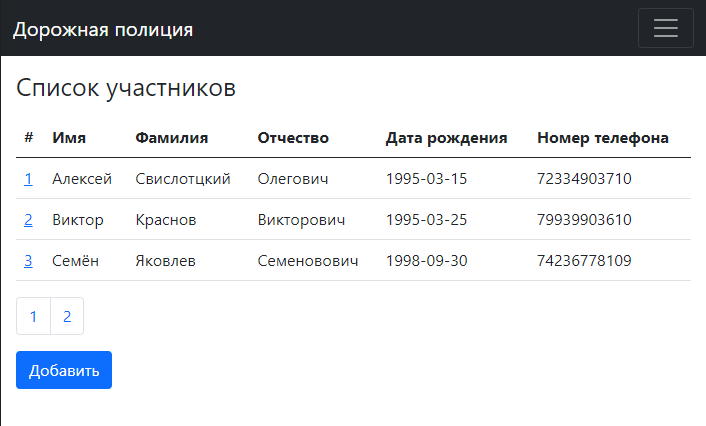 Дорожная полиция
Список участников
# Имя Фамилия Отчество Дата рождения Номер телефона
1 Алексей Свислотцкий Олегович 1995-03-15 72334903710
2 Виктор Краснов Викторович 1995-03-25 79939903610
3 Семён Яковлев Семеновович 1998-09-30 74236778109
1 2
Добавить